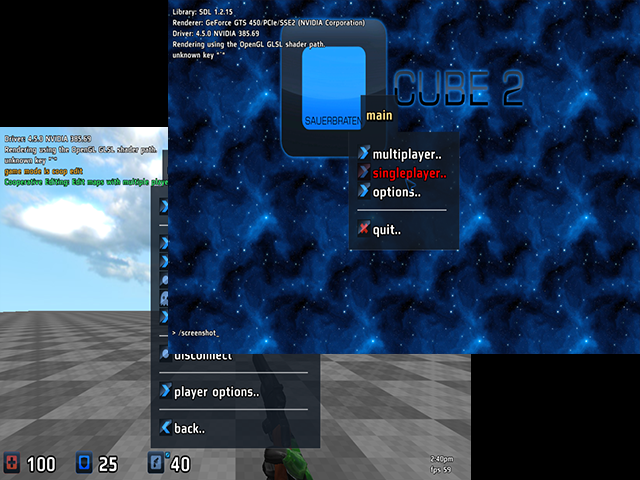 Library: SDL 1.2.15
Renderer: GeForce GTS 450/PCIe/SSE2 (NVIDIA Corporation)
Driver: 4.5.0 NVIDIA 385.69
Rendering using the OpenGL GLSL shader path.
unknown key "^"
CUBE 2
SAUERBRATEN
main
multiplayer..
singleplayer..
options..
quit..
> /screenshot_
Driver: 4.5.0 NVIDIA 385.69
Rendering using the OpenGL GLSL shader path.
unknown key "^"
game mode is coop edit
Cooperative Editing: Edit maps with multiple
disconnect
player options..
back..
100
25
40
2:40pm
fps 59